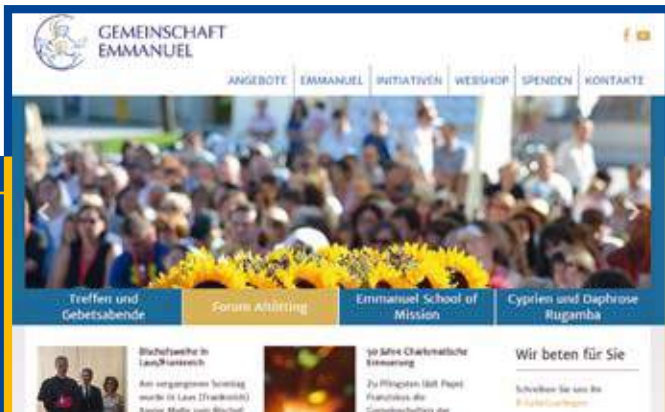 GEMEINSCHAFT
EMMANUEL
ANGEBOTE EMMANUEL INITIATIVEN WEBSHOP SPENDEN KONTAKTE
Treffen und
Gebetsabende
Forum Altötting
Emmanuel School of
Mission
Cyprien und Daphrose
Rugamba
Bischofsweihe in
Laus/Frankreich
Am vergangenen Sonntag
wurde in Laus (Frankreich)
50 Jahre Charismatische
Erneuerung
Zu Pfingsten lädt Papst
Franziskus die
Gemeinschaften der
Wir beten für Sie
Schreiben Sie uns Ihr